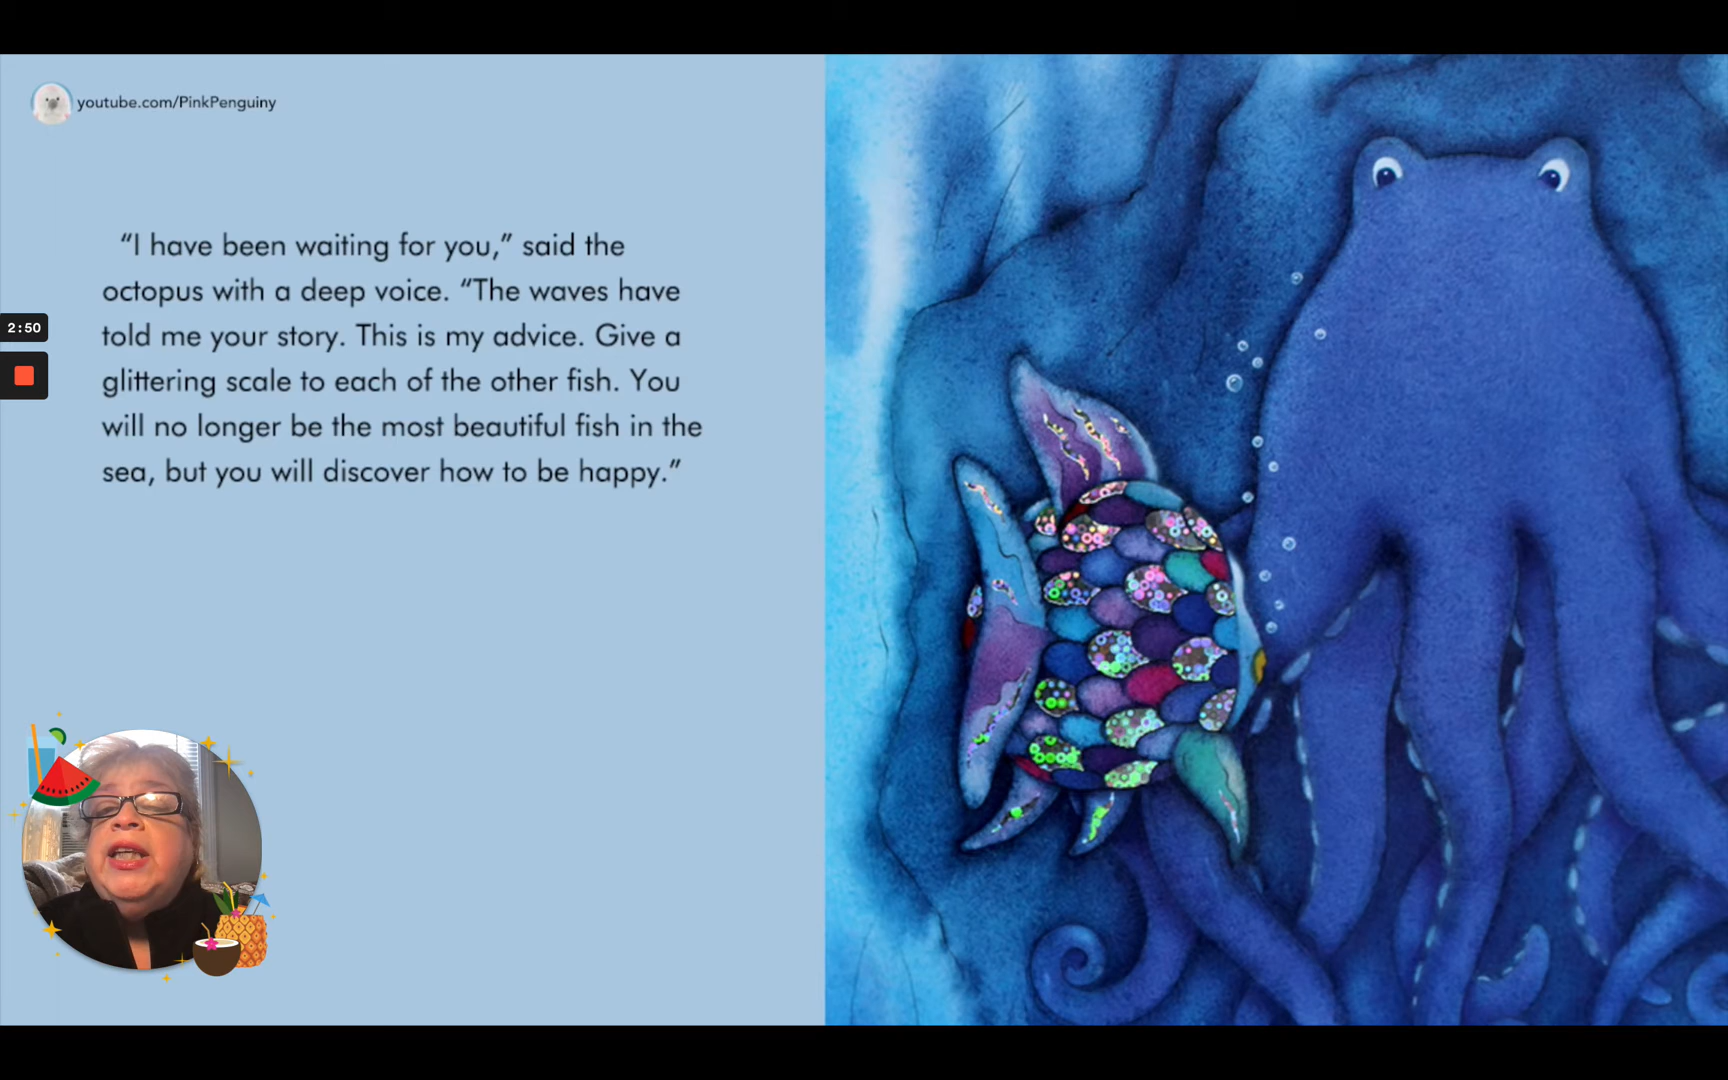 youtube.com/PinkPenguiny
“I have been waiting for you,” said the
octopus with a deep voice. “The waves have
told me your story. This is my advice. Give a
glittering scale to each of the other fish. You
will no longer be the most beautiful fish in the
sea, but you will discover how to be happy.”
2:50